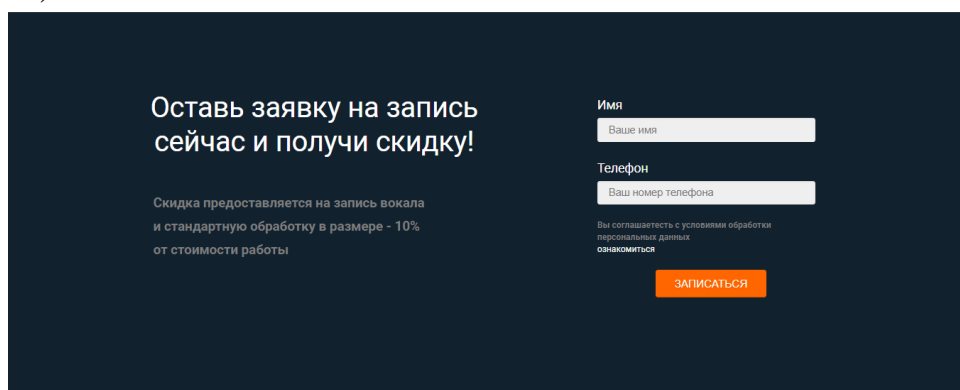 Оставь заявку на запись
сейчас и получи скидку!
Скидка предоставляется на запись вокала
и стандартную обработку в размере - 10%
от стоимости работы
Имя
Ваше имя
Телефон
Ваш номер телефона
Вы соглашаетесть с условиями обработки
персональных данных
ознакомиться
ЗАПИСАТЬСЯ